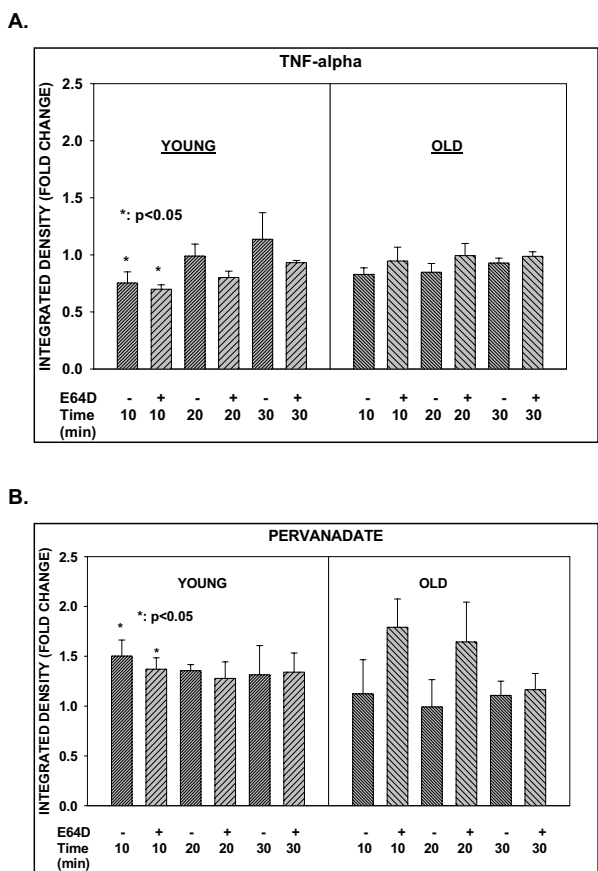 A.
TNF-alpha
INTEGRATED DENSITY (FOLD CHANGE)
2.5
2.0
1.5
1.0
0.5
0.0
YOUNG
OLD
*: p<0.05
* *
E64D - + - + - + - + - + - +
Time 10 10 20 20 30 30 10 10 20 20 30 30
(min)
B.
PERVANADATE
INTEGRATED DENSITY (FOLD CHANGE)
2.5
2.0
1.5
1.0
0.5
0.0
YOUNG
OLD
*: p<0.05
* *
E64D - + - + - + - + - + - +
Time 10 10 20 20 30 30 10 10 20 20 30 30
(min)